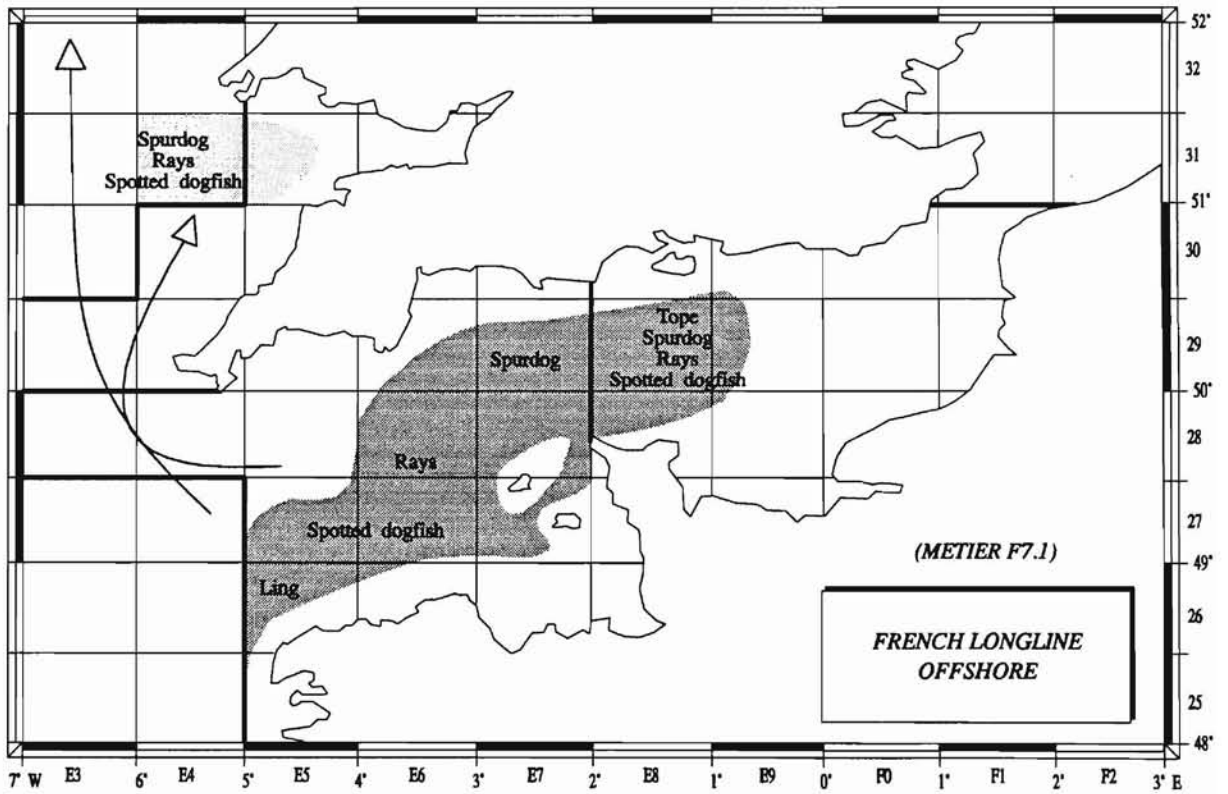 52°
32
Spurdog
Rays
Spotted dogfish
31
51°
30
Tope
Spurdog
Rays
Spotted dogfish
Spurdog
29
50°
28
Rays
Spotted dogfish
27
(METIER F7.1)
49°
Ling
26
FRENCH LONGLINE
OFFSHORE
25
48°
7° W E3 6° E4 5° E5 4° E6 3° E7 2° E8 1° E9 0° F0 1° F1 2° F2 3° E